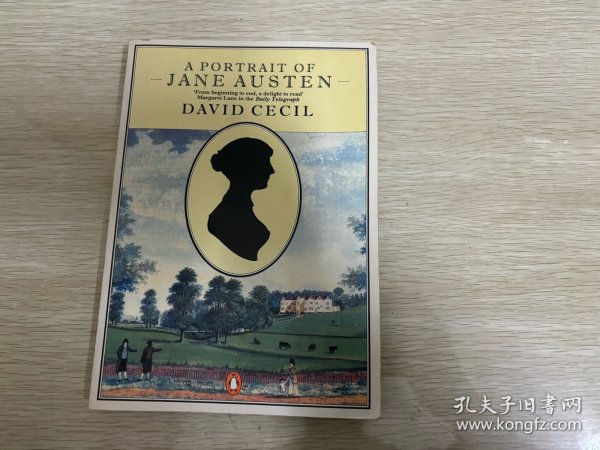 A PORTRAIT OF
JANE AUSTEN
'From beginning to end, a delight to read'
Margaret Lane in the Daily Telegraph
DAVID CECIL
孔夫子旧书网
www.kongfz.com